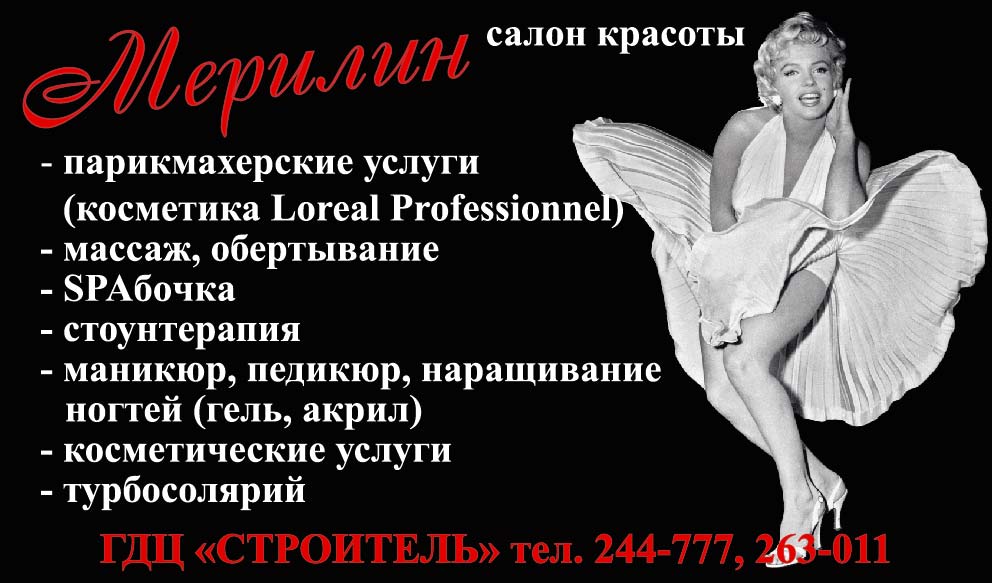 Мерилин салон красоты
- парикмахерские услуги
(косметика Loreal Professionnel)
- массаж, обертывание
- SPAбочка
- стоунтерапия
- маникюр, педикюр, наращивание
ногтей (гель, акрил)
- косметические услуги
- турбосолярий
ГДЦ «СТРОИТЕЛЬ» тел. 244-777, 263-011